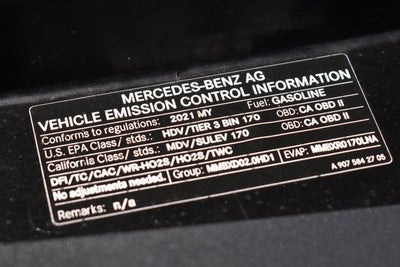 MERCEDES-BENZ AG
VEHICLE EMISSION CONTROL INFORMATION
Conforms to regulations: 2021 MY Fuel: GASOLINE
U.S. EPA Class/ stds.: HDV/TIER 3 BIN 170 OBD: CA OBD II
California Class/ stds.: MDV/SULEV 170 OBD: CA OBD II
DFI/TC/CAC/WR-HO2S/HO2S/TWC
No adjustments needed. Group: MMBXD02.0HD1 EVAP: MMBXR0170LNA
Remarks: n/a A 907 584 27 05